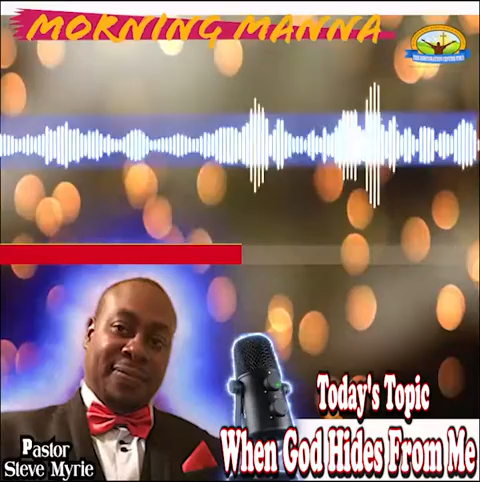 MORNING MANNA
Today's Topic
When God Hides From Me
Pastor
Steve Myrie